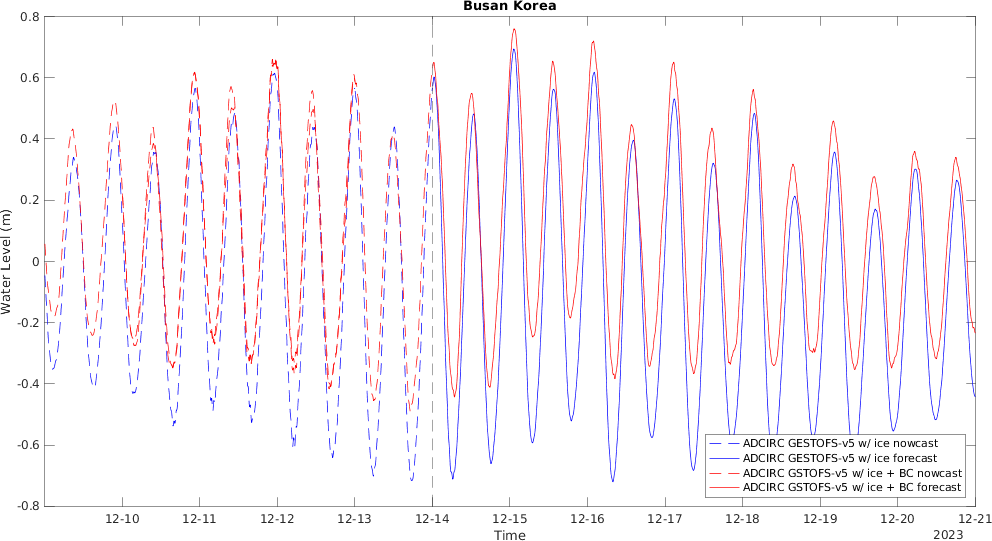 Busan Korea
0.8
0.6
0.4
0.2
0
-0.2
-0.4
-0.6
-0.8
Water Level (m)
ADCIRC GESTOFS-v5 w/ ice nowcast
ADCIRC GESTOFS-v5 w/ ice forecast
ADCIRC GSTOFS-v5 w/ ice + BC nowcast
ADCIRC GSTOFS-v5 w/ ice + BC forecast
12-10 12-11 12-12 12-13 12-14 12-15 12-16 12-17 12-18 12-19 12-20 12-21
Time
2023